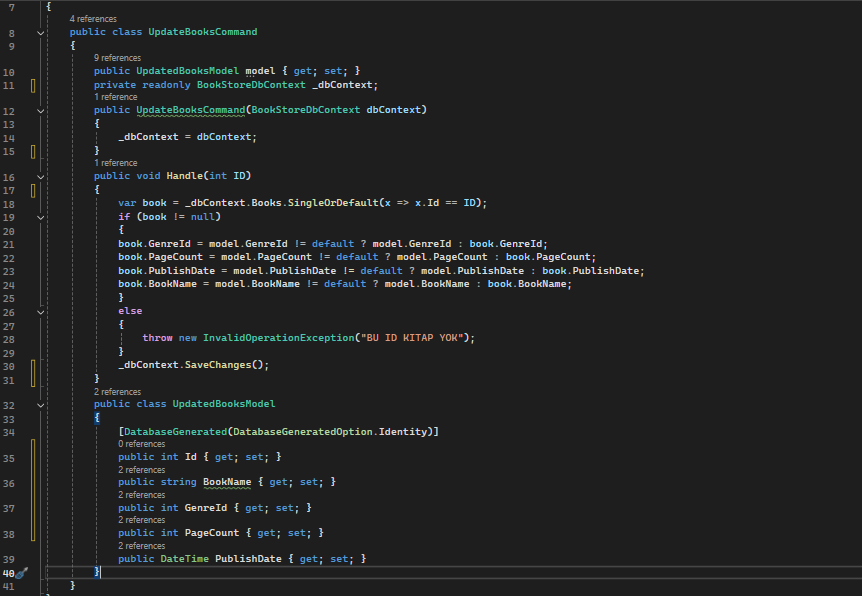 7 {
4 references
8 public class UpdateBooksCommand
9 {
9 references
10 public UpdatedBooksModel model { get; set; }
11 private readonly BookStoreDbContext _dbContext;
1 reference
12 public UpdateBooksCommand(BookStoreDbContext dbContext)
13 {
14 _dbContext = dbContext;
15 }
1 reference
16 public void Handle(int ID)
17 {
18 var book = _dbContext.Books.SingleOrDefault(x => x.Id == ID);
19 if (book != null)
20 {
21 book.GenreId = model.GenreId != default ? model.GenreId : book.GenreId;
22 book.PageCount = model.PageCount != default ? model.PageCount : book.PageCount;
23 book.PublishDate = model.PublishDate != default ? model.PublishDate : book.PublishDate;
24 book.BookName = model.BookName != default ? model.BookName : book.BookName;
25 }
26 else
27 {
28 throw new InvalidOperationException("BU ID KITAP YOK");
29 }
30 _dbContext.SaveChanges();
31 }
2 references
32 public class UpdatedBooksModel
33 {
34 [DatabaseGenerated(DatabaseGeneratedOption.Identity)]
0 references
35 public int Id { get; set; }
2 references
36 public string BookName { get; set; }
2 references
37 public int GenreId { get; set; }
2 references
38 public int PageCount { get; set; }
2 references
39 public DateTime PublishDate { get; set; }
40 }
41 }